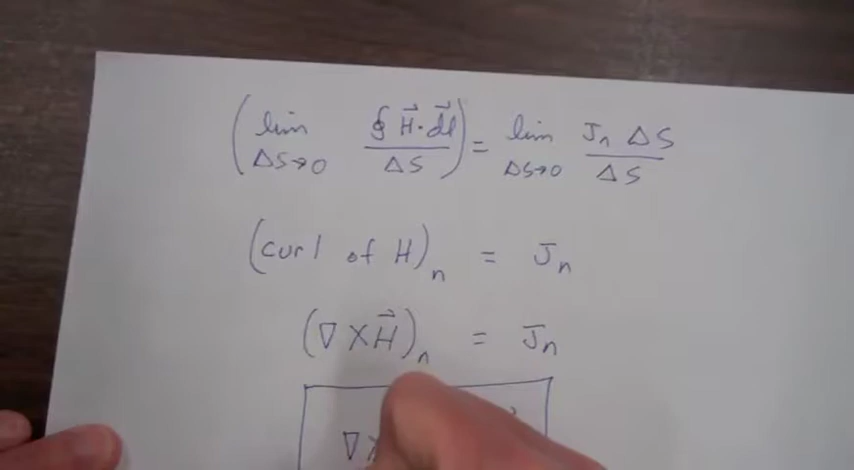 (lim ΔS→0 ∮ H⃗·dl⃗ / ΔS) = lim ΔS→0 Jn ΔS / ΔS
(curl of H)n = Jn
(∇ X H⃗)n = Jn
∇ X